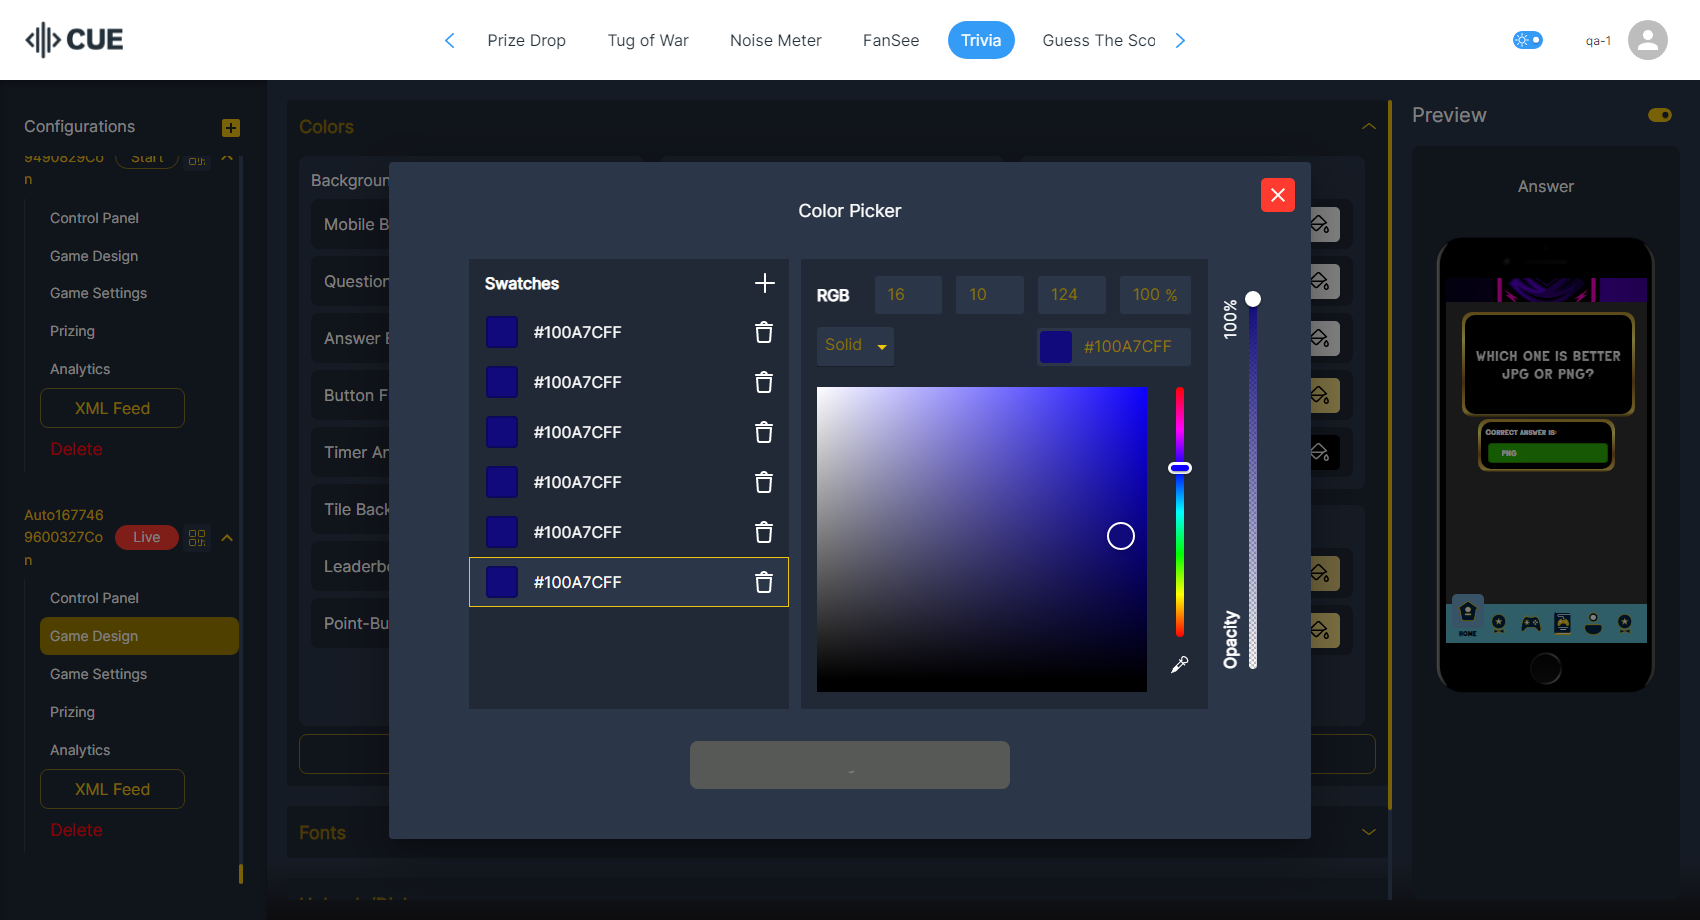 CUE
Prize Drop
Tug of War
Noise Meter
FanSee
Trivia
Guess The Sco
qa-1
Configurations
9490829Co
n
Start
Control Panel
Game Design
Game Settings
Prizing
Analytics
XML Feed
Delete
Auto167746
9600327Co
n
Live
Control Panel
Game Design
Game Settings
Prizing
Analytics
XML Feed
Delete
Colors
Backgroun
Mobile B
Question
Answer B
Button F
Timer An
Tile Back
Leaderbo
Point-Bu
Fonts
Color Picker
Swatches
#100A7CFF
#100A7CFF
#100A7CFF
#100A7CFF
#100A7CFF
#100A7CFF
RGB
16
10
124
100 %
Solid
#100A7CFF
100%
Opacity
Preview
Answer
WHICH ONE IS BETTER
JPG OR PNG?
CORRECT ANSWER IS:
PNG
HOME